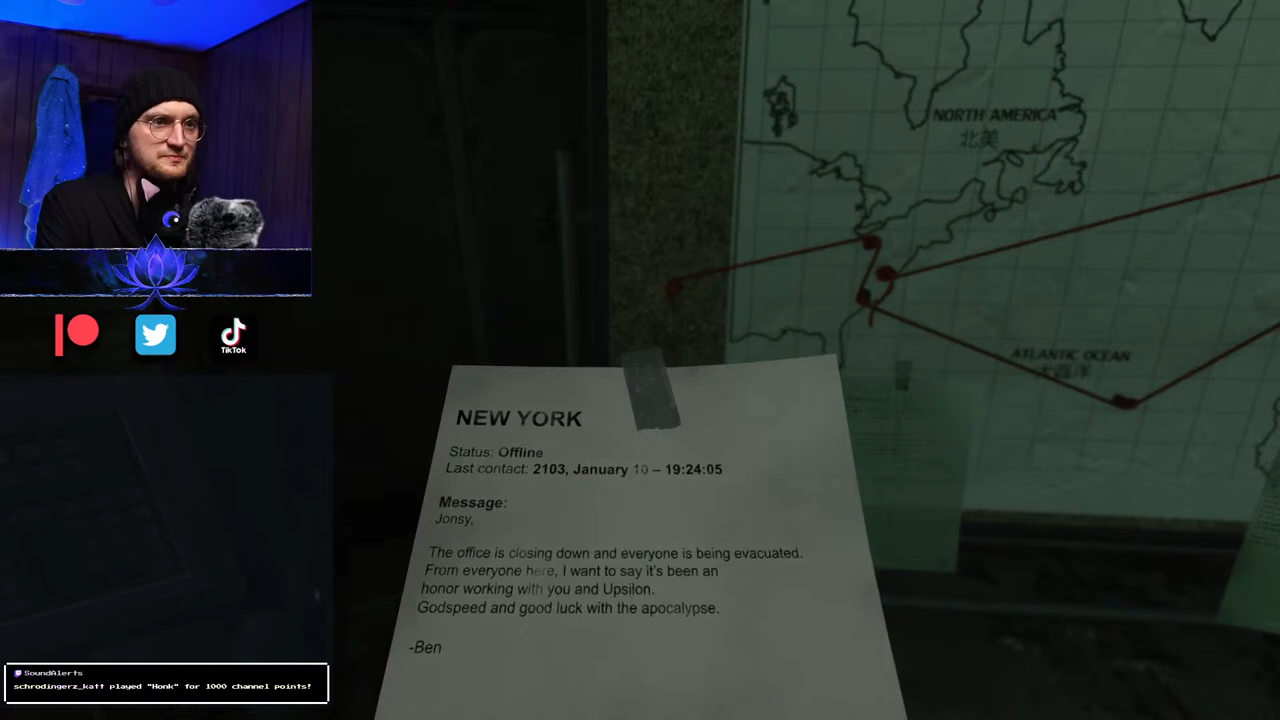 NORTH AMERICA
北美
ATLANTIC OCEAN
大西洋
TikTok
NEW YORK
Status: Offline
Last contact: 2103, January 10 – 19:24:05
Message:
Jonsy,
The office is closing down and everyone is being evacuated.
From everyone here, I want to say it's been an
honor working with you and Upsilon.
Godspeed and good luck with the apocalypse.
-Ben
SoundAlerts
schrodingerz_katt played "Honk" for 1000 channel points!